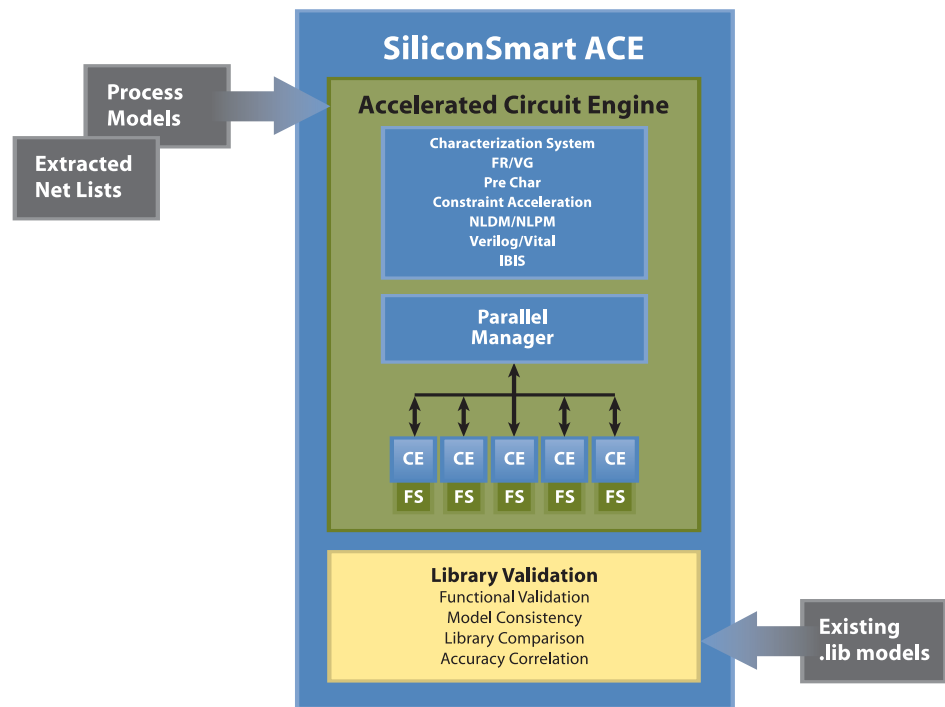 SiliconSmart ACE
Process
Models
Extracted
Net Lists
Accelerated Circuit Engine
Characterization System
FR/VG
Pre Char
Constraint Acceleration
NLDM/NLPM
Verilog/Vital
IBIS
Parallel
Manager
CE CE CE CE CE
FS FS FS FS FS
Library Validation
Functional Validation
Model Consistency
Library Comparison
Accuracy Correlation
Existing
.lib models